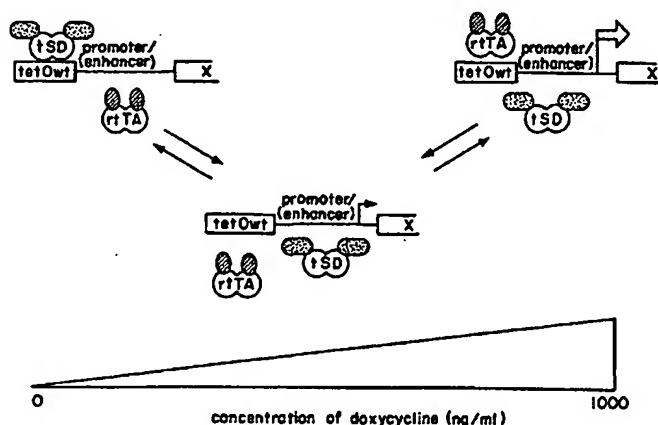 tSD
promoter/
(enhancer)
tetOwt
X
rtTA
rtTA
promoter/
(enhancer)
tetOwt
X
tSD
promoter/
(enhancer)
tetOwt
X
tSD
rtTA
0
1000
concentration of doxycycline (ng/ml)